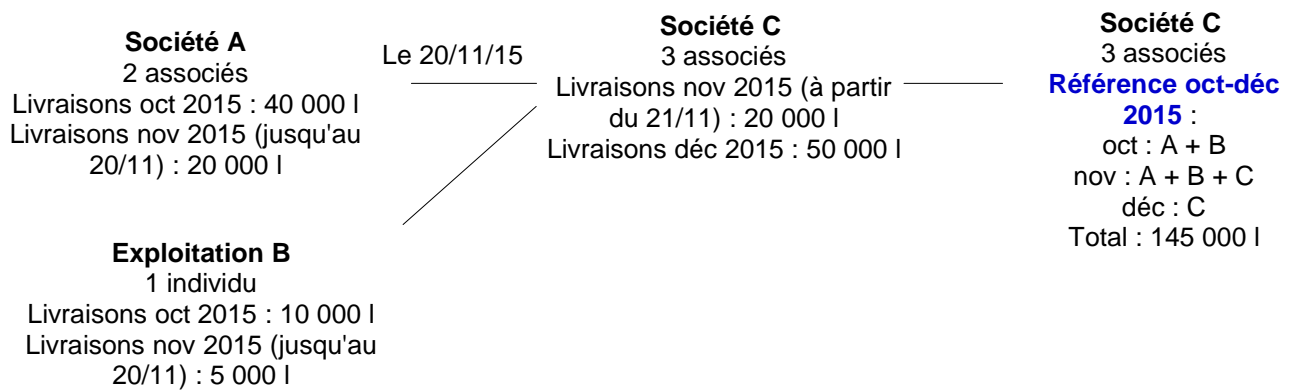 Société A
2 associés
Livraisons oct 2015 : 40 000 l
Livraisons nov 2015 (jusqu'au
20/11) : 20 000 l
Le 20/11/15
Société C
3 associés
Livraisons nov 2015 (à partir
du 21/11) : 20 000 l
Livraisons déc 2015 : 50 000 l
Société C
3 associés
Référence oct-déc
2015 :
oct : A + B
nov : A + B + C
déc : C
Total : 145 000 l
Exploitation B
1 individu
Livraisons oct 2015 : 10 000 l
Livraisons nov 2015 (jusqu'au
20/11) : 5 000 l